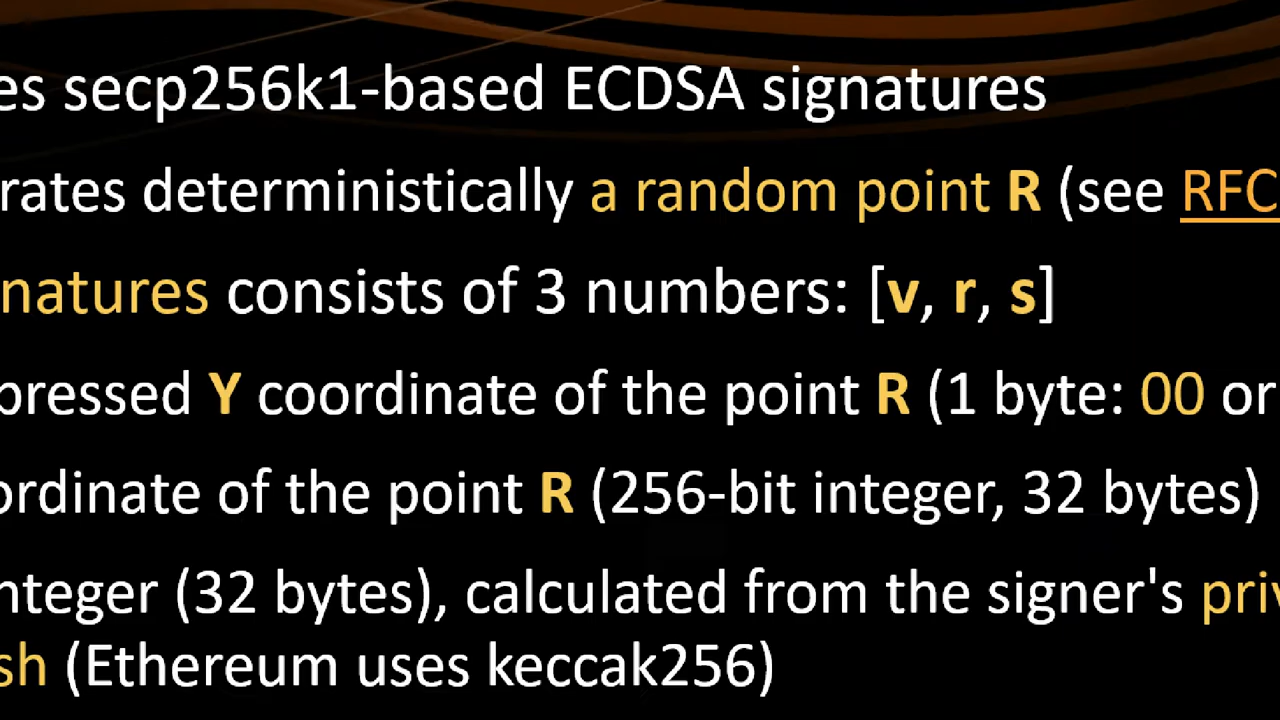 es secp256k1-based ECDSA signatures
rates deterministically a random point R (see RFC
natures consists of 3 numbers: [v, r, s]
pressed Y coordinate of the point R (1 byte: 00 or
ordinate of the point R (256-bit integer, 32 bytes)
nteger (32 bytes), calculated from the signer's priv
sh (Ethereum uses keccak256)